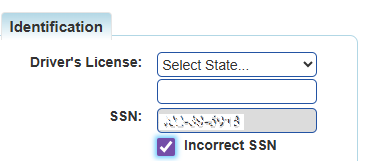 Identification
Driver's License: Select State...
SSN:
Incorrect SSN